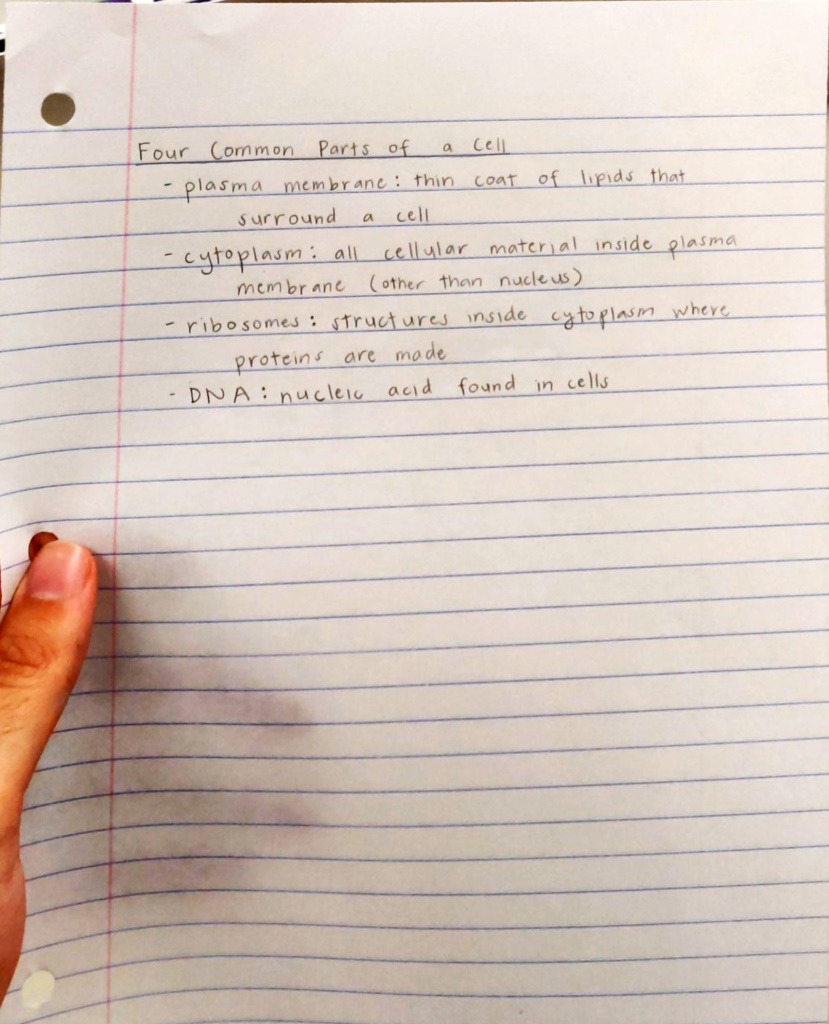 Four Common Parts of a Cell
- plasma membrane: thin coat of lipids that
surround a cell
- cytoplasm: all cellular material inside plasma
membrane (other than nucleus)
- ribosomes: structures inside cytoplasm where
proteins are made
- DNA: nucleic acid found in cells